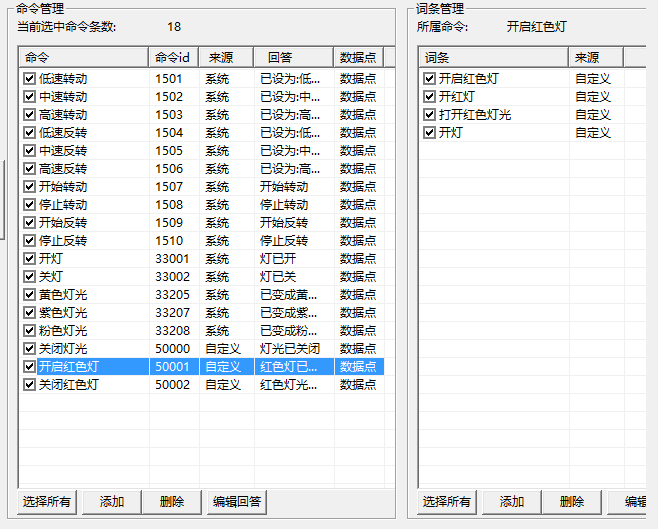 命令管理
当前选中命令条数: 18
命令 命令id 来源 回答 数据点
低速转动 1501 系统 已设为:低... 数据点
中速转动 1502 系统 已设为:中... 数据点
高速转动 1503 系统 已设为:高... 数据点
低速反转 1504 系统 已设为:低... 数据点
中速反转 1505 系统 已设为:中... 数据点
高速反转 1506 系统 已设为:高... 数据点
开始转动 1507 系统 开始转动 数据点
停止转动 1508 系统 停止转动 数据点
开始反转 1509 系统 开始反转 数据点
停止反转 1510 系统 停止反转 数据点
开灯 33001 系统 灯已开 数据点
关灯 33002 系统 灯已关 数据点
黄色灯光 33205 系统 已变成黄... 数据点
紫色灯光 33207 系统 已变成紫... 数据点
粉色灯光 33208 系统 已变成粉... 数据点
关闭灯光 50000 自定义 灯光已关闭 数据点
开启红色灯 50001 自定义 红色灯已... 数据点
关闭红色灯 50002 自定义 红色灯光... 数据点
选择所有 添加 删除 编辑回答
词条管理
所属命令: 开启红色灯
词条 来源
开启红色灯 自定义
开红灯 自定义
打开红色灯光 自定义
开灯 自定义
选择所有 添加 删除 编辑